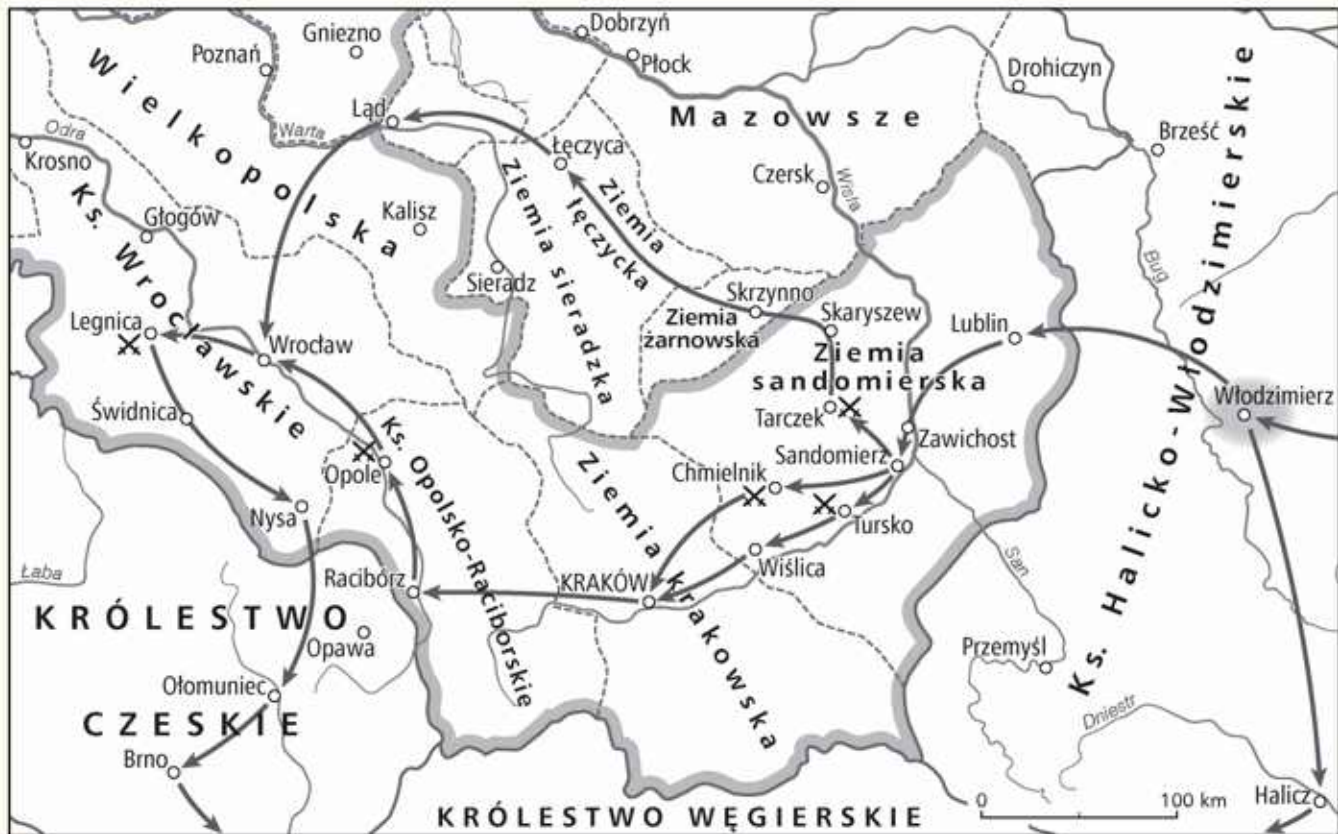 Dobrzyń
Gniezno
Poznań
Płock
Drohiczyn
Wielkopolska
Mazowsze
Ląd
Warta
Odra
Krosno
Łęczyca
Brześć
Czersk
Wisła
Ks. Wrocławskie
Głogów
Kalisz
Ziemia
łęczycka
Ziemia sieradzka
Sieradz
Bug
Ks. Halicko-Włodzimierskie
Skrzynno
Skaryszew
Legnica
Wrocław
Ziemia
żarnowska
Lublin
Ziemia
sandomierska
Włodzimierz
Świdnica
Tarczek
Zawichost
Sandomierz
Opole
Ks. Opolsko-Raciborskie
Chmielnik
Ziemia krakowska
Nysa
Tursko
San
Łaba
Racibórz
KRAKÓW
Wiślica
KRÓLESTWO
CZESKIE
Opawa
Przemyśl
Ołomuniec
Dniestr
Brno
0 100 km
Halicz
KRÓLESTWO WĘGIERSKIE